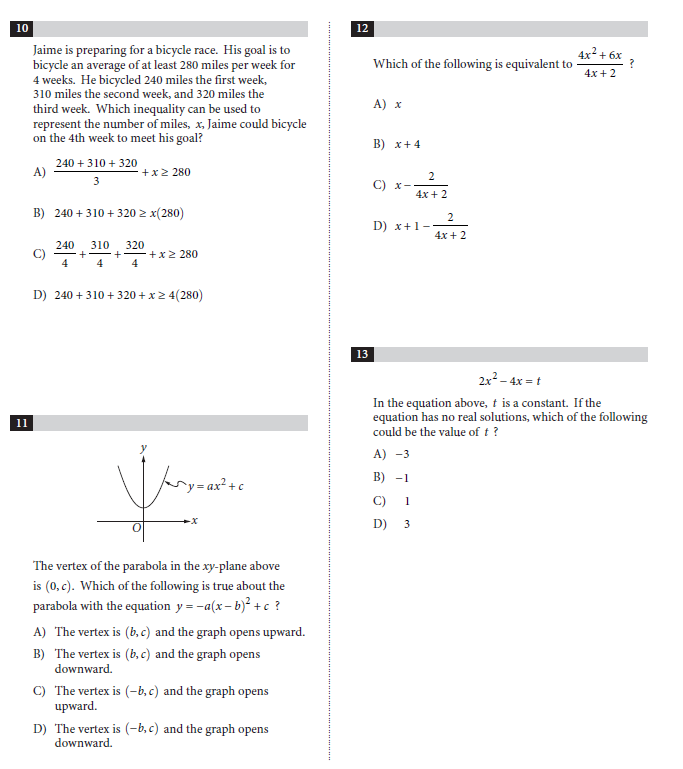 10
Jaime is preparing for a bicycle race. His goal is to
bicycle an average of at least 280 miles per week for
4 weeks. He bicycled 240 miles the first week,
310 miles the second week, and 320 miles the
third week. Which inequality can be used to
represent the number of miles, x, Jaime could bicycle
on the 4th week to meet his goal?
A) (240 + 310 + 320)/3 + x ≥ 280
B) 240 + 310 + 320 ≥ x(280)
C) 240/4 + 310/4 + 320/4 + x ≥ 280
D) 240 + 310 + 320 + x ≥ 4(280)
11
y
y = ax² + c
x
O
The vertex of the parabola in the xy-plane above
is (0, c). Which of the following is true about the
parabola with the equation y = −a(x − b)² + c ?
A) The vertex is (b, c) and the graph opens upward.
B) The vertex is (b, c) and the graph opens
downward.
C) The vertex is (−b, c) and the graph opens
upward.
D) The vertex is (−b, c) and the graph opens
downward.
12
Which of the following is equivalent to (4x² + 6x)/(4x + 2) ?
A) x
B) x + 4
C) x − 2/(4x + 2)
D) x + 1 − 2/(4x + 2)
13
2x² − 4x = t
In the equation above, t is a constant. If the
equation has no real solutions, which of the following
could be the value of t ?
A) −3
B) −1
C) 1
D) 3